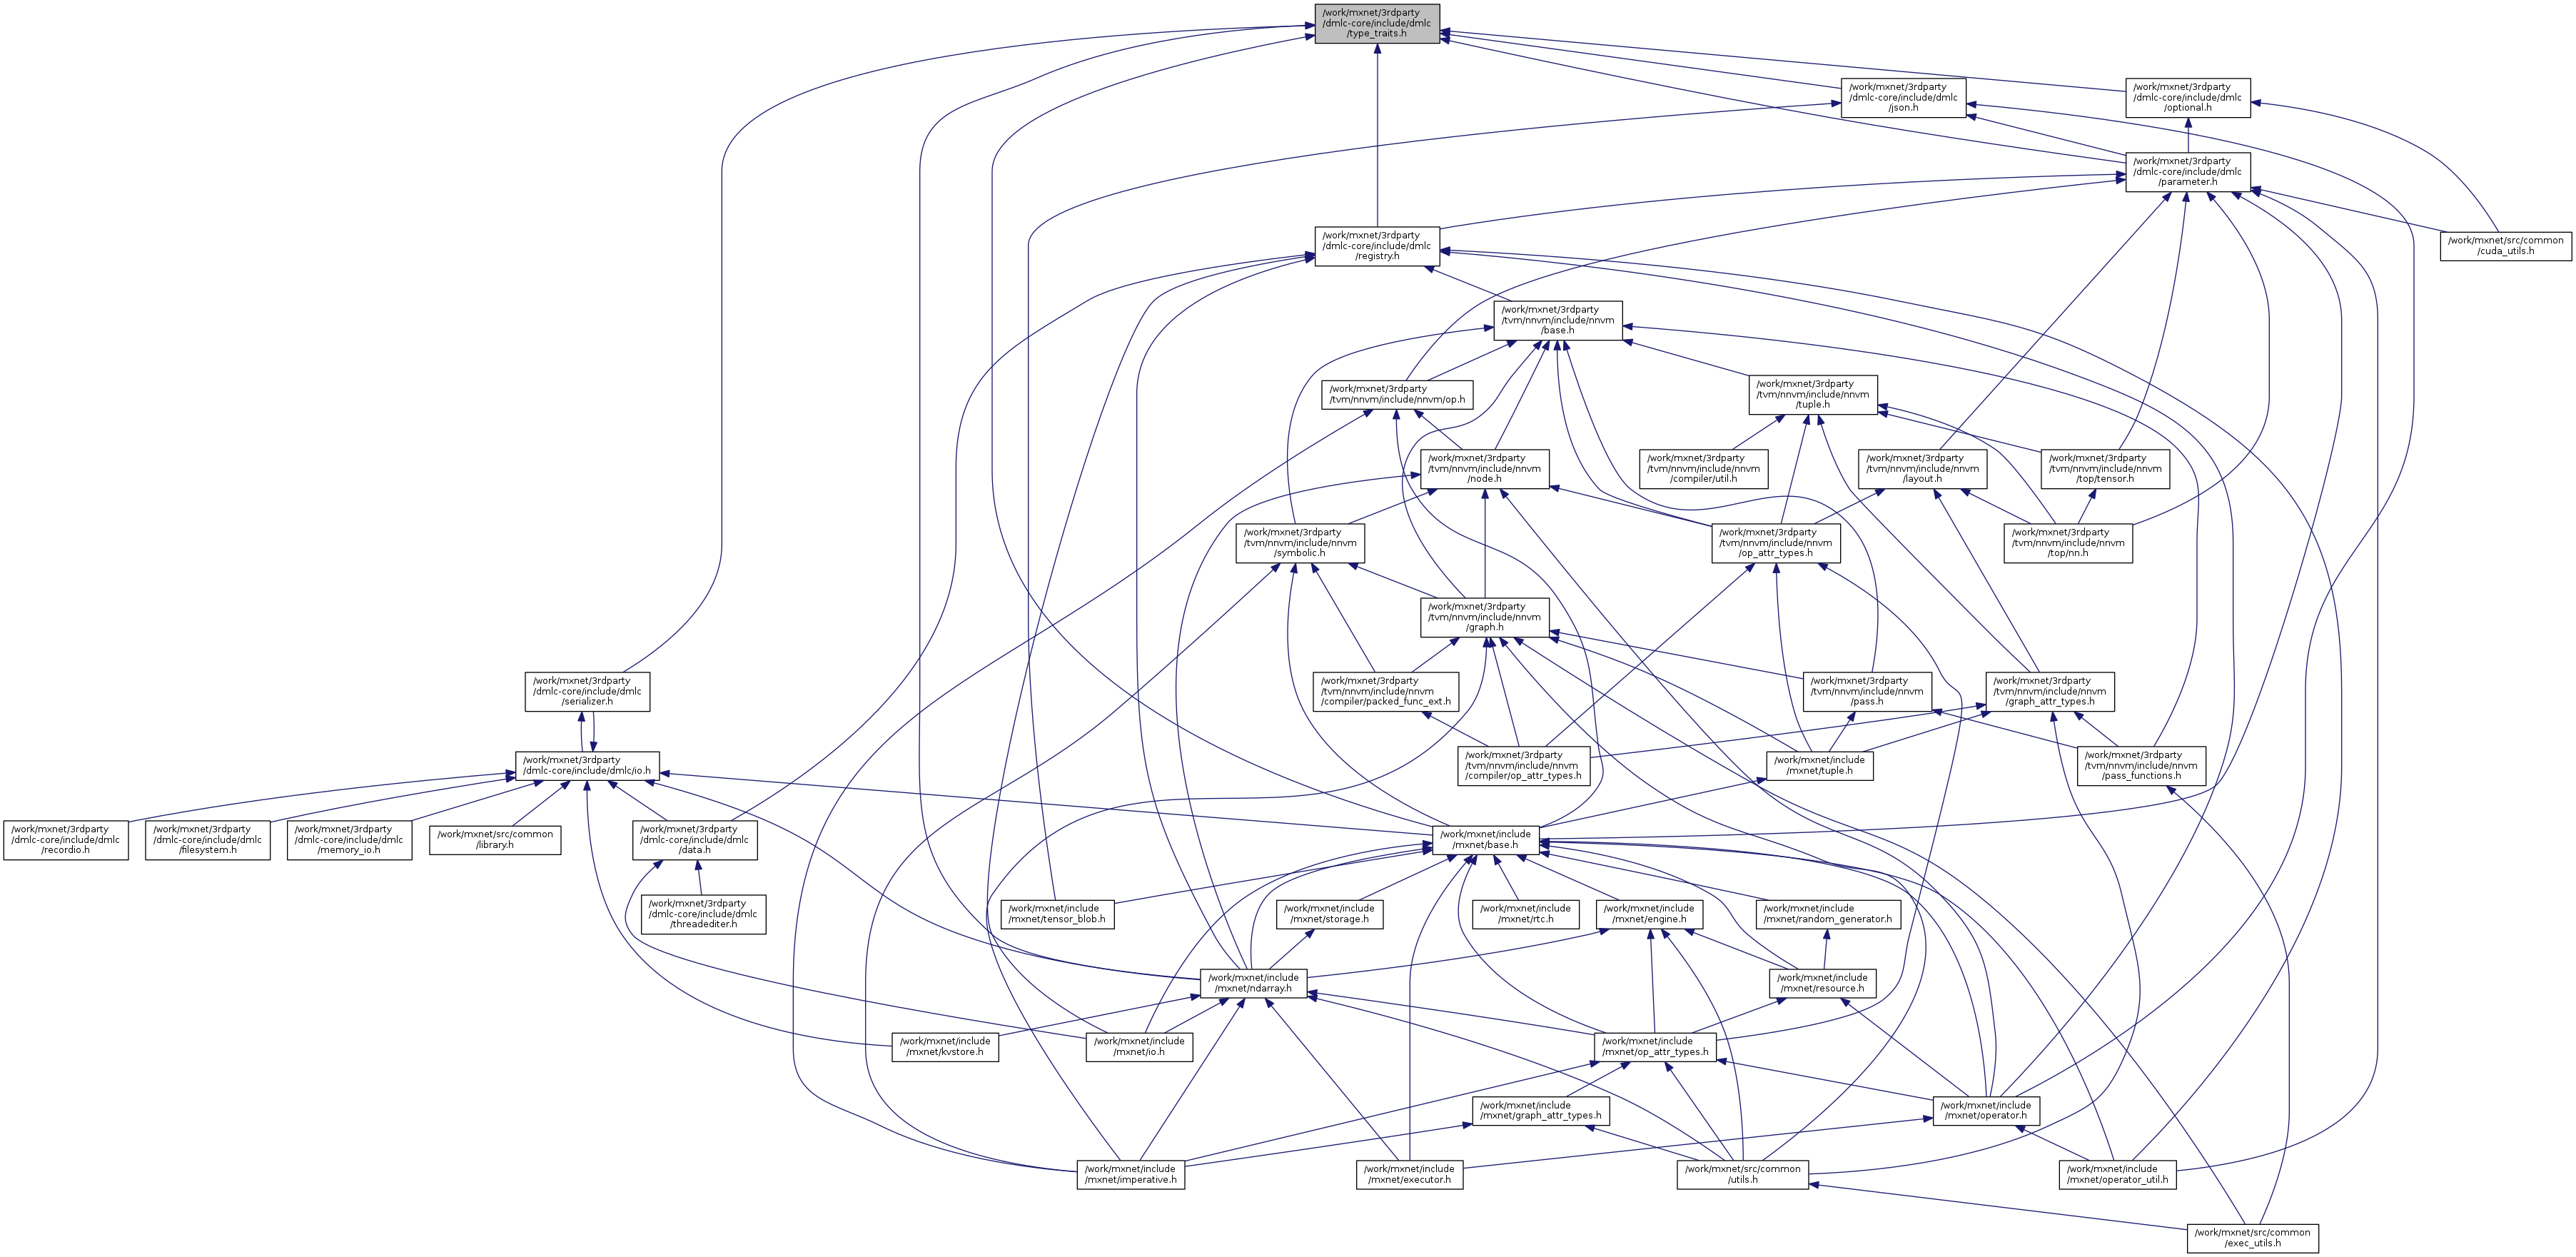 /work/mxnet/3rdparty
/dmlc-core/include/dmlc
/type_traits.h
/work/mxnet/3rdparty
/dmlc-core/include/dmlc
/json.h
/work/mxnet/3rdparty
/dmlc-core/include/dmlc
/optional.h
/work/mxnet/3rdparty
/dmlc-core/include/dmlc
/parameter.h
/work/mxnet/3rdparty
/dmlc-core/include/dmlc
/registry.h
/work/mxnet/src/common
/cuda_utils.h
/work/mxnet/3rdparty
/tvm/nnvm/include/nnvm
/base.h
/work/mxnet/3rdparty
/tvm/nnvm/include/nnvm/op.h
/work/mxnet/3rdparty
/tvm/nnvm/include/nnvm
/tuple.h
/work/mxnet/3rdparty
/tvm/nnvm/include/nnvm
/node.h
/work/mxnet/3rdparty
/tvm/nnvm/include/nnvm
/compiler/util.h
/work/mxnet/3rdparty
/tvm/nnvm/include/nnvm
/layout.h
/work/mxnet/3rdparty
/tvm/nnvm/include/nnvm
/top/tensor.h
/work/mxnet/3rdparty
/tvm/nnvm/include/nnvm
/symbolic.h
/work/mxnet/3rdparty
/tvm/nnvm/include/nnvm
/op_attr_types.h
/work/mxnet/3rdparty
/tvm/nnvm/include/nnvm
/top/nn.h
/work/mxnet/3rdparty
/tvm/nnvm/include/nnvm
/graph.h
/work/mxnet/3rdparty
/dmlc-core/include/dmlc
/serializer.h
/work/mxnet/3rdparty
/tvm/nnvm/include/nnvm
/compiler/packed_func_ext.h
/work/mxnet/3rdparty
/tvm/nnvm/include/nnvm
/pass.h
/work/mxnet/3rdparty
/tvm/nnvm/include/nnvm
/graph_attr_types.h
/work/mxnet/3rdparty
/dmlc-core/include/dmlc/io.h
/work/mxnet/3rdparty
/tvm/nnvm/include/nnvm
/compiler/op_attr_types.h
/work/mxnet/include
/mxnet/tuple.h
/work/mxnet/3rdparty
/tvm/nnvm/include/nnvm
/pass_functions.h
/work/mxnet/3rdparty
/dmlc-core/include/dmlc
/recordio.h
/work/mxnet/3rdparty
/dmlc-core/include/dmlc
/filesystem.h
/work/mxnet/3rdparty
/dmlc-core/include/dmlc
/memory_io.h
/work/mxnet/src/common
/library.h
/work/mxnet/3rdparty
/dmlc-core/include/dmlc
/data.h
/work/mxnet/include
/mxnet/base.h
/work/mxnet/3rdparty
/dmlc-core/include/dmlc
/threadediter.h
/work/mxnet/include
/mxnet/tensor_blob.h
/work/mxnet/include
/mxnet/storage.h
/work/mxnet/include
/mxnet/rtc.h
/work/mxnet/include
/mxnet/engine.h
/work/mxnet/include
/mxnet/random_generator.h
/work/mxnet/include
/mxnet/ndarray.h
/work/mxnet/include
/mxnet/resource.h
/work/mxnet/include
/mxnet/kvstore.h
/work/mxnet/include
/mxnet/io.h
/work/mxnet/include
/mxnet/op_attr_types.h
/work/mxnet/include
/mxnet/graph_attr_types.h
/work/mxnet/include
/mxnet/operator.h
/work/mxnet/include
/mxnet/imperative.h
/work/mxnet/include
/mxnet/executor.h
/work/mxnet/src/common
/utils.h
/work/mxnet/include
/mxnet/operator_util.h
/work/mxnet/src/common
/exec_utils.h